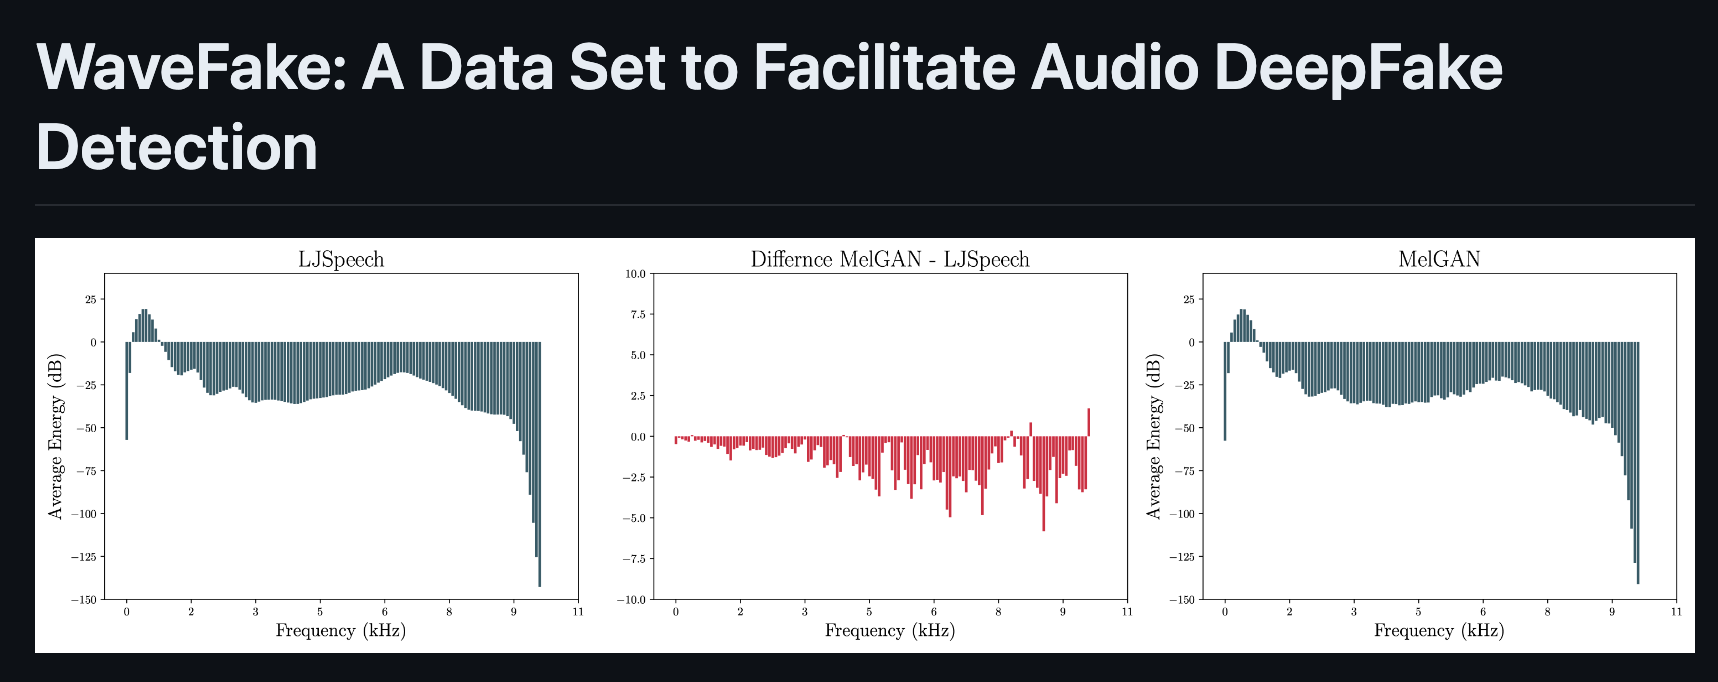 WaveFake: A Data Set to Facilitate Audio DeepFake
Detection
LJSpeech
25
0
−25
−50
−75
−100
−125
−150
Average Energy (dB)
0 2 3 5 6 8 9 11
Frequency (kHz)
Differnce MelGAN - LJSpeech
10.0
7.5
5.0
2.5
0.0
−2.5
−5.0
−7.5
−10.0
0 2 3 5 6 8 9 11
Frequency (kHz)
MelGAN
25
0
−25
−50
−75
−100
−125
−150
Average Energy (dB)
0 2 3 5 6 8 9 11
Frequency (kHz)